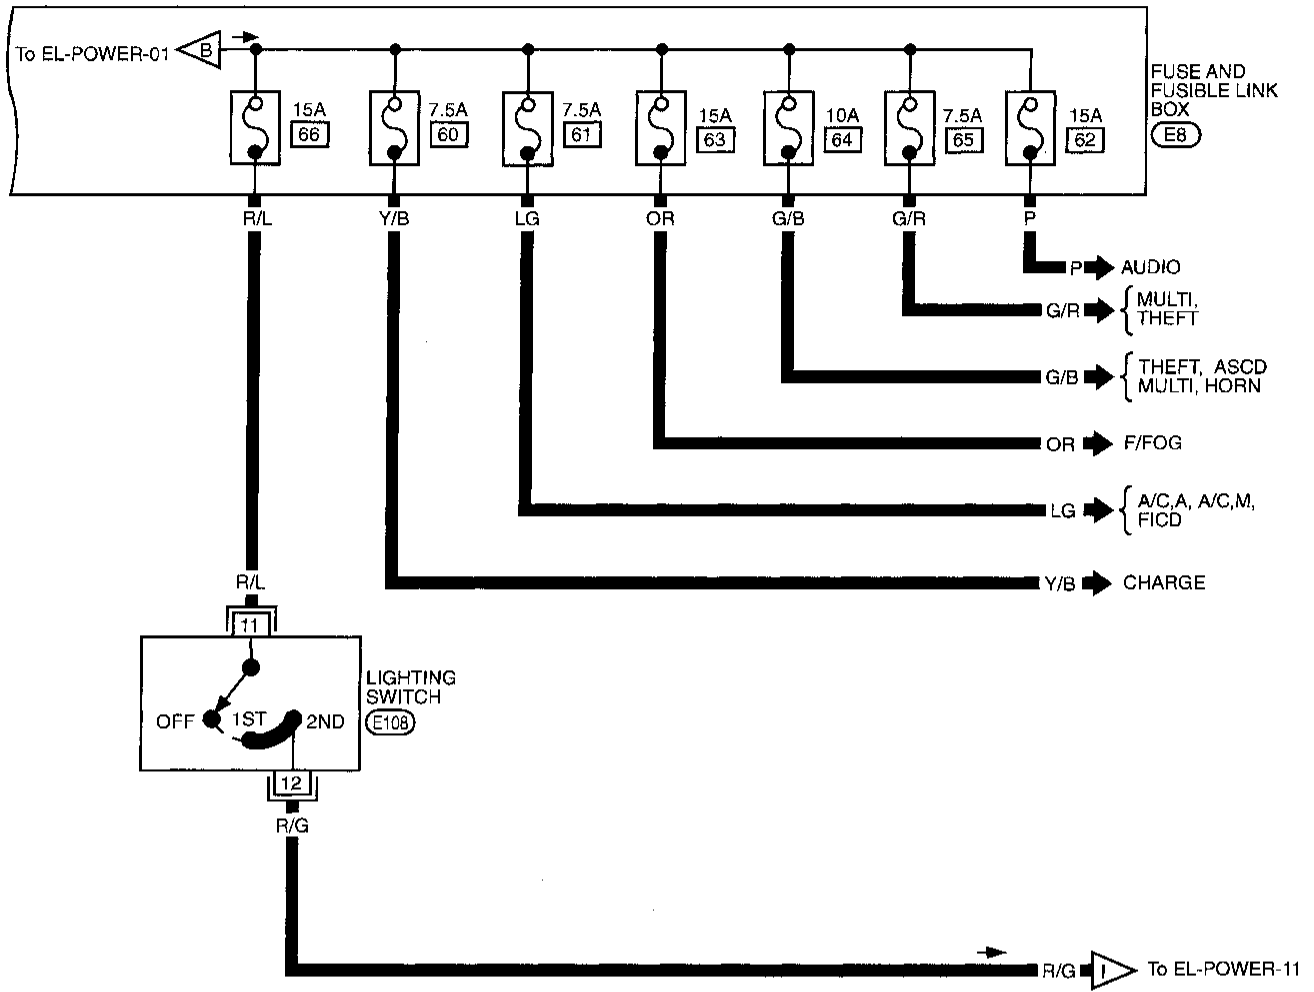 To EL-POWER-01 B
FUSE AND
FUSIBLE LINK
BOX
E8
15A
66
7.5A
60
7.5A
61
15A
63
10A
64
7.5A
65
15A
62
R/L Y/B LG OR G/B G/R P
P AUDIO
G/R MULTI,
THEFT
G/B THEFT, ASCD
MULTI, HORN
OR F/FOG
LG A/C,A, A/C,M,
FICD
R/L
Y/B CHARGE
11
LIGHTING
SWITCH
E108
OFF 1ST 2ND
12
R/G
R/G I To EL-POWER-11